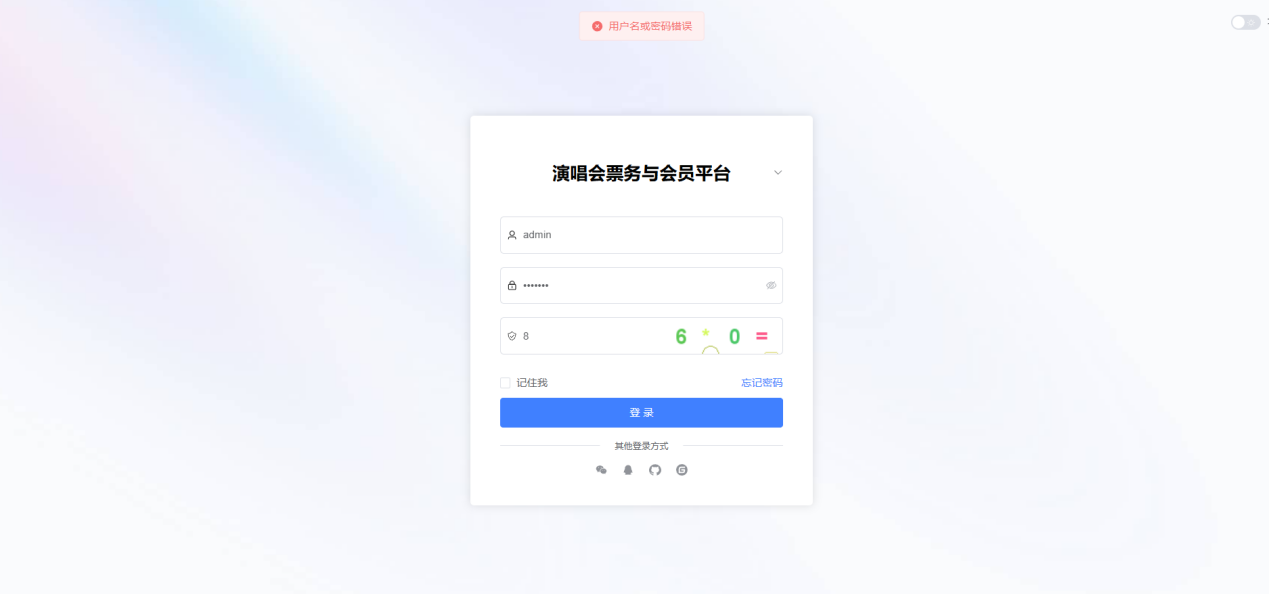 用户名或密码错误
演唱会票务与会员平台
admin
•••••••
8
6 * 0 =
记住我 忘记密码
登 录
其他登录方式